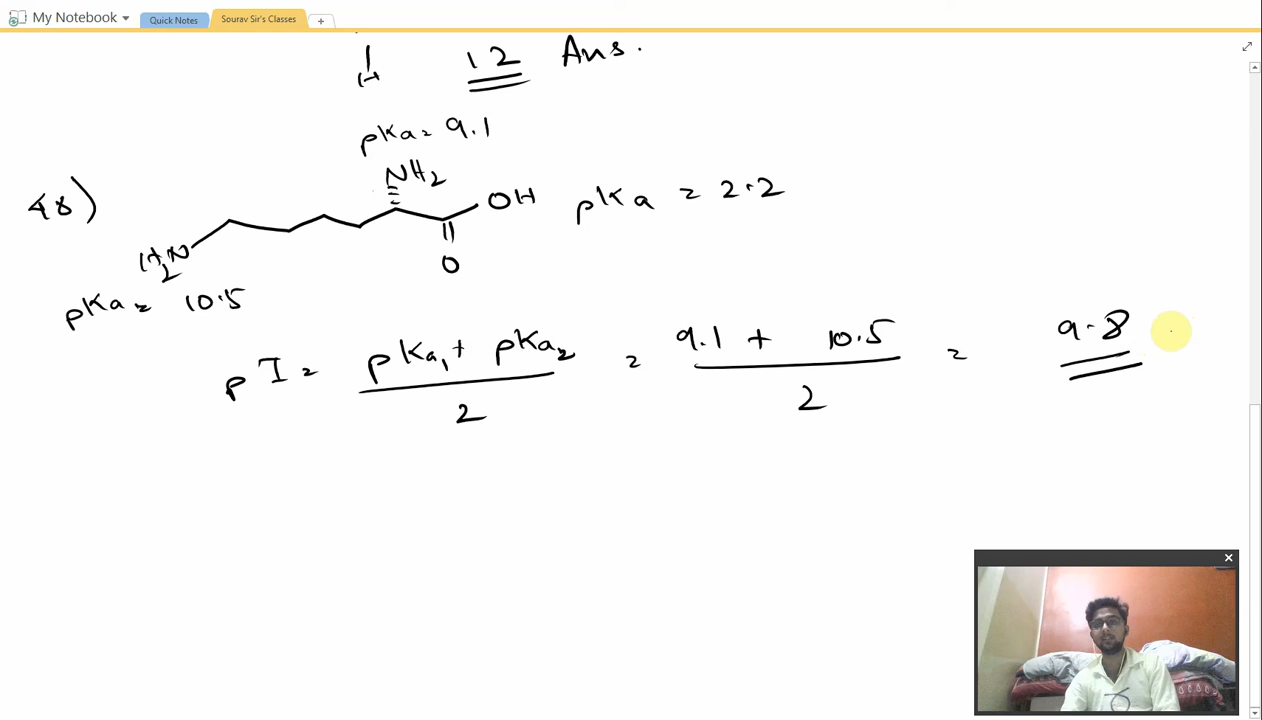 My Notebook
Quick Notes
Sourav Sir's Classes
H 12 Ans.
pKa = 9.1
48)
NH2
OH pKa = 2.2
H2N
O
pKa = 10.5
pI = pKa1 + pKa2 / 2 = 9.1 + 10.5 / 2 = 9.8